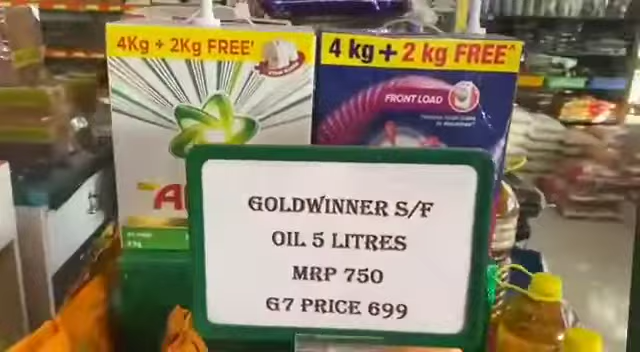 4Kg + 2Kg FREE*
4 kg + 2 kg FREE^
FRONT LOAD
GOLDWINNER S/F
OIL 5 LITRES
MRP 750
G7 PRICE 699